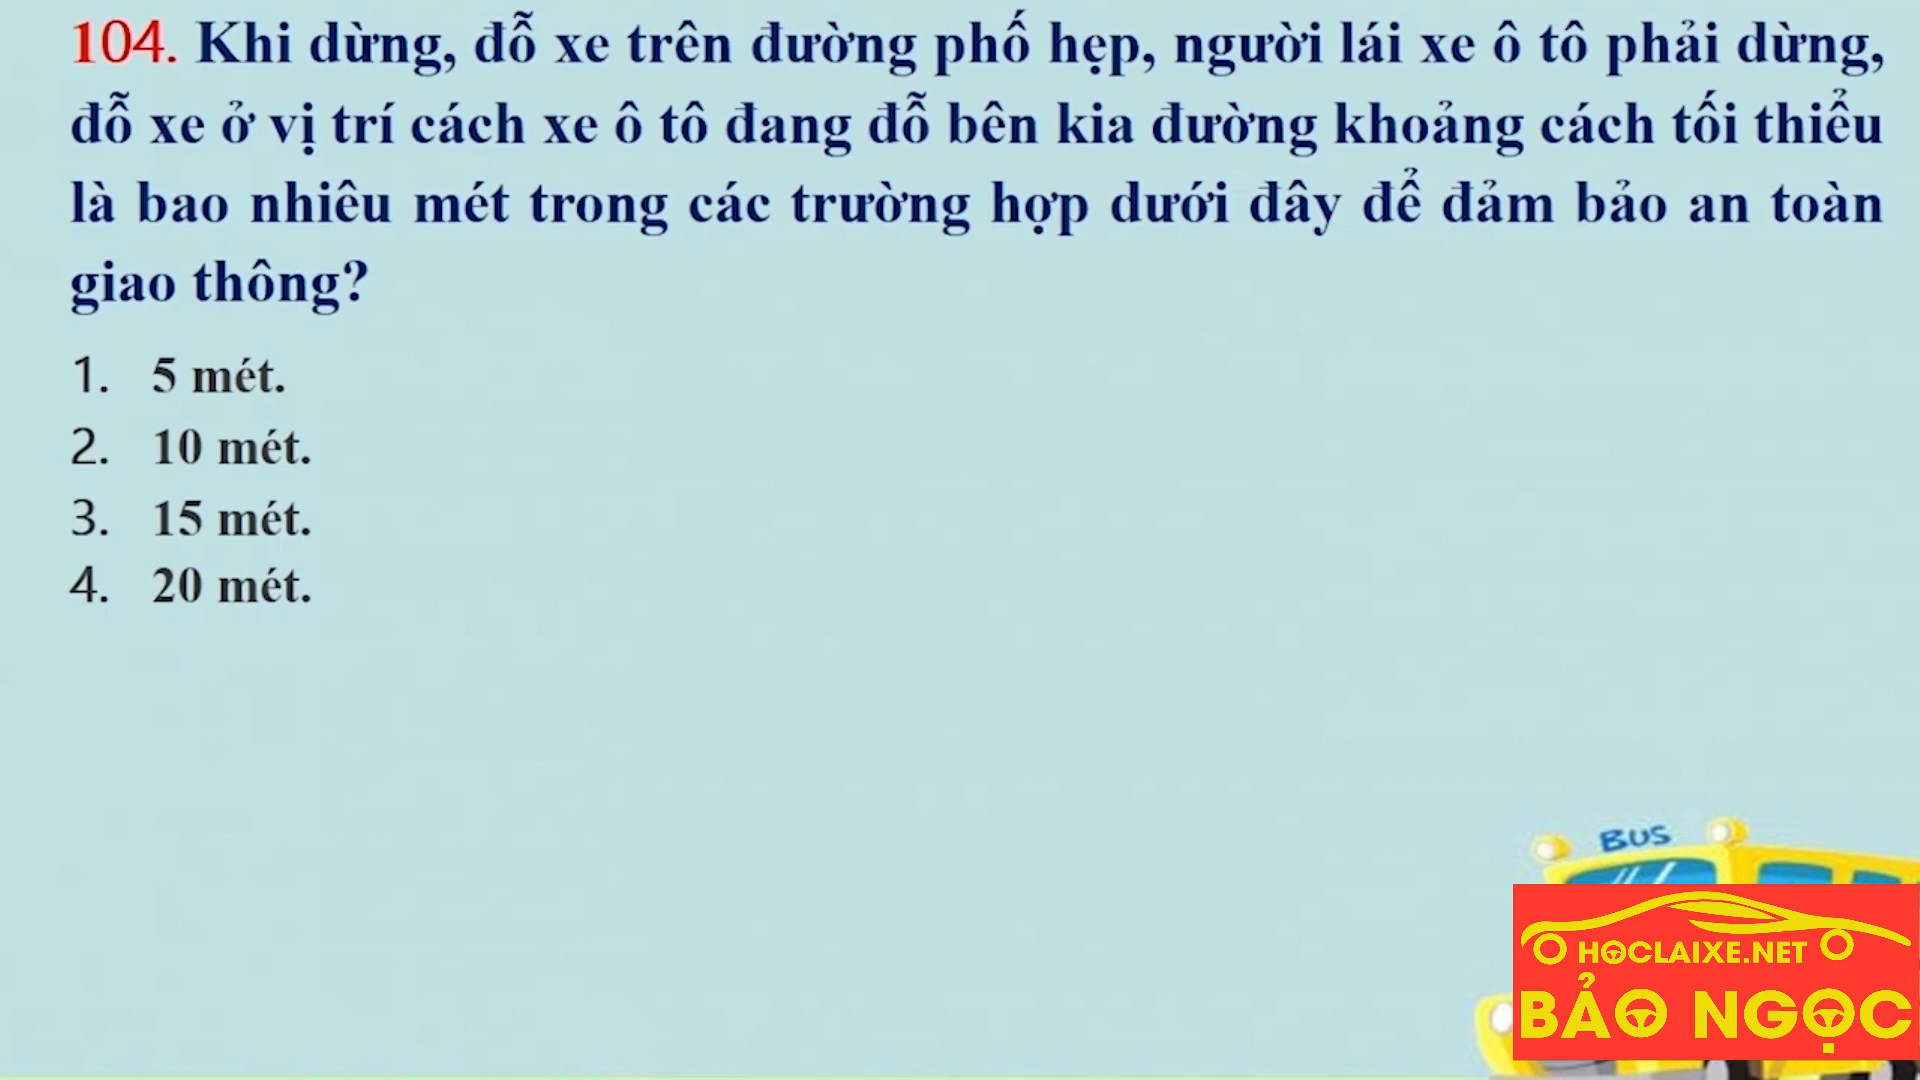 104. Khi dừng, đỗ xe trên đường phố hẹp, người lái xe ô tô phải dừng,
đỗ xe ở vị trí cách xe ô tô đang đỗ bên kia đường khoảng cách tối thiểu
là bao nhiêu mét trong các trường hợp dưới đây để đảm bảo an toàn
giao thông?
1. 5 mét.
2. 10 mét.
3. 15 mét.
4. 20 mét.
BUS
HỌCLAIXE.NET
BẢO NGỌC